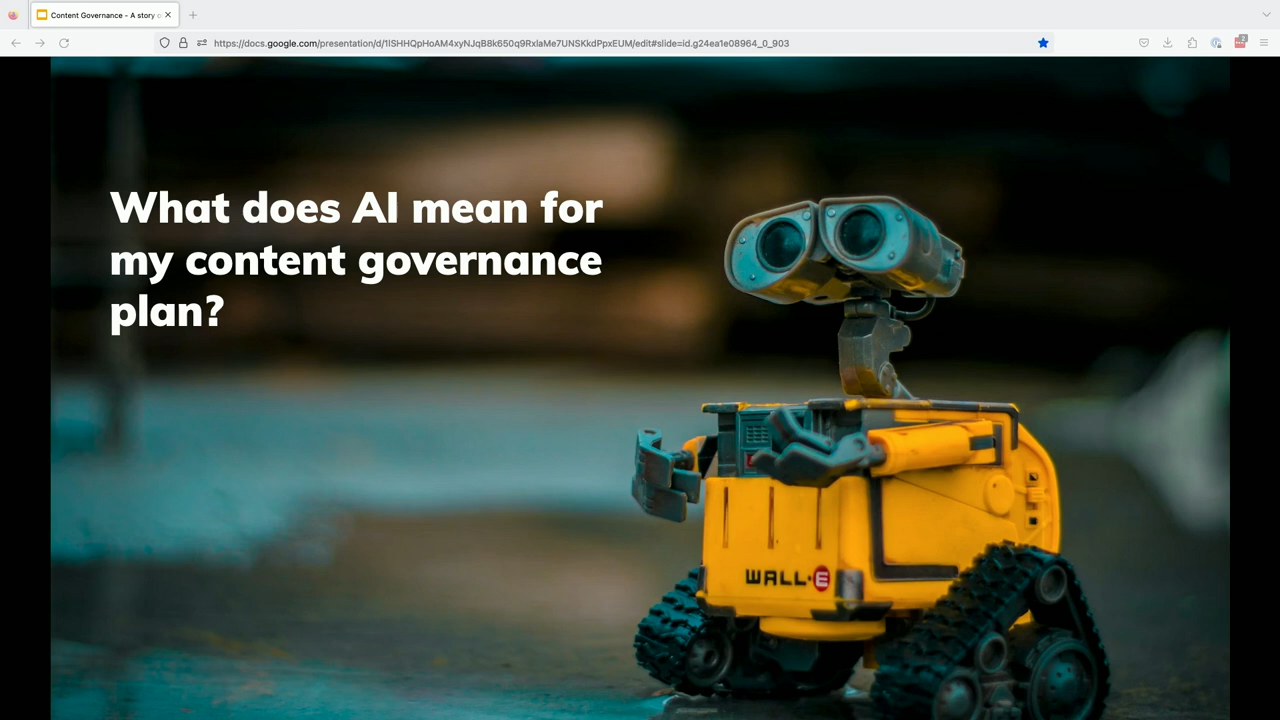 Content Governance - A story o
https://docs.google.com/presentation/d/1lSHHQpHoAM4xyNJqB8k650q9RxlaMe7UNSKkdPpxEUM/edit#slide=id.g24ea1e08964_0_903
2
What does AI mean for
my content governance
plan?
WALL·E